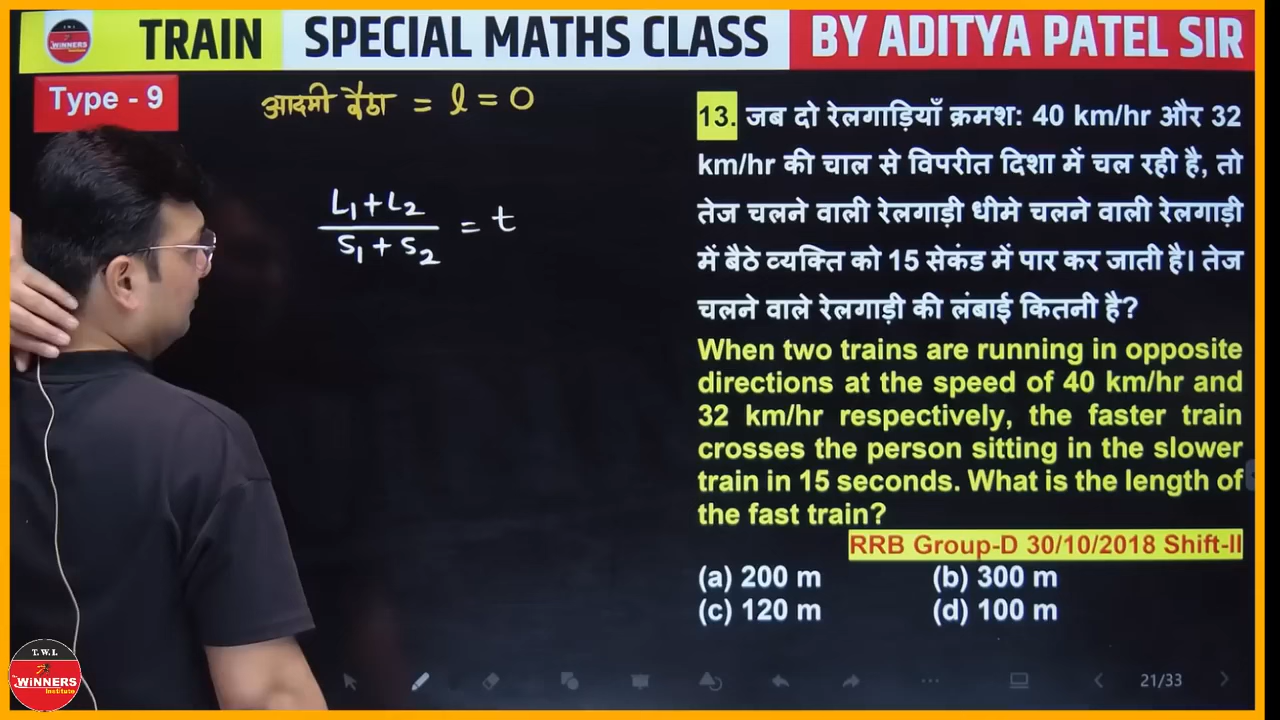 WINNERS
TRAIN SPECIAL MATHS CLASS BY ADITYA PATEL SIR
Type - 9
आदमी बैठा = l = 0
L1 + L2
S1 + S2
= t
13. जब दो रेलगाड़ियाँ क्रमश: 40 km/hr और 32
km/hr की चाल से विपरीत दिशा में चल रही है, तो
तेज चलने वाली रेलगाड़ी धीमे चलने वाली रेलगाड़ी
में बैठे व्यक्ति को 15 सेकंड में पार कर जाती है। तेज
चलने वाले रेलगाड़ी की लंबाई कितनी है?
When two trains are running in opposite
directions at the speed of 40 km/hr and
32 km/hr respectively, the faster train
crosses the person sitting in the slower
train in 15 seconds. What is the length of
the fast train?
RRB Group-D 30/10/2018 Shift-II
(a) 200 m (b) 300 m
(c) 120 m (d) 100 m
T.W.I.
The WiNNERS
Institute
21/33